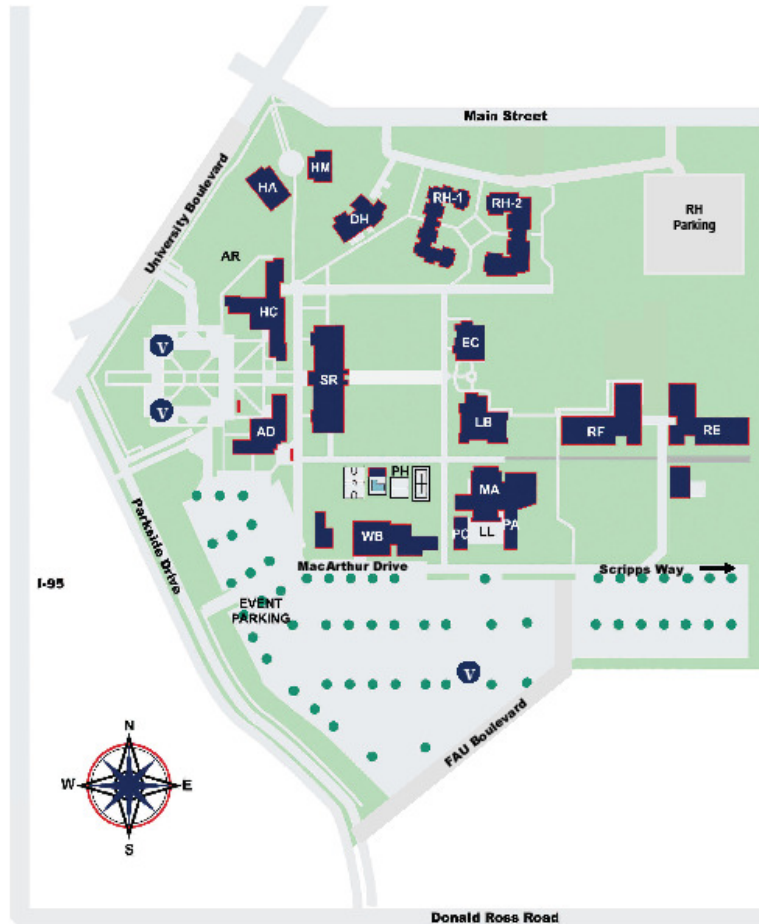 Main Street
University Boulevard
HM
HA
RH-1
RH-2
DH
RH
Parking
AR
HC
V
EC
SR
V
LB
AD
RF
RE
PH
MA
PC
LL
PA
WB
MacArthur Drive
Scripps Way
Parkside Drive
I-95
EVENT
PARKING
V
FAU Boulevard
N
W
E
S
Donald Ross Road